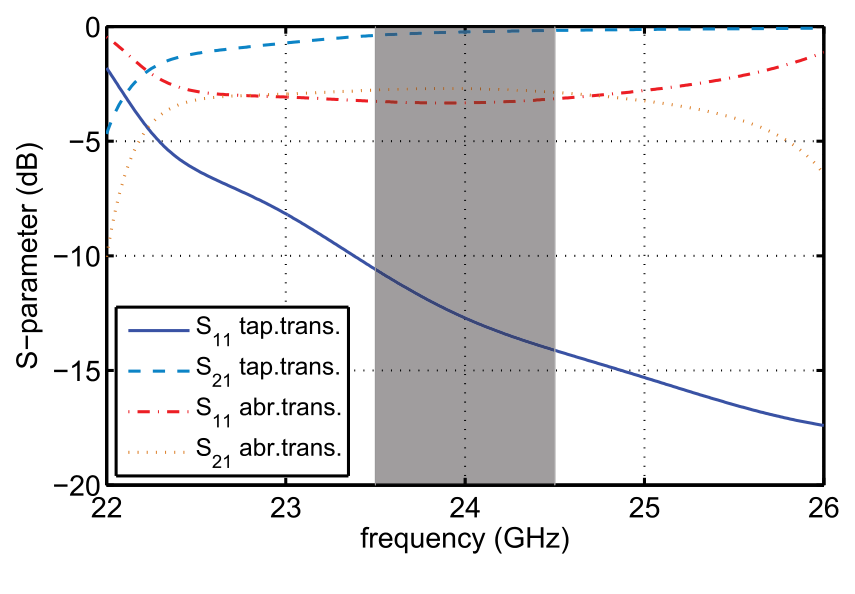 0
−5
−10
−15
−20
S−parameter (dB)
S11 tap.trans.
S21 tap.trans.
S11 abr.trans.
S21 abr.trans.
22 23 24 25 26
frequency (GHz)